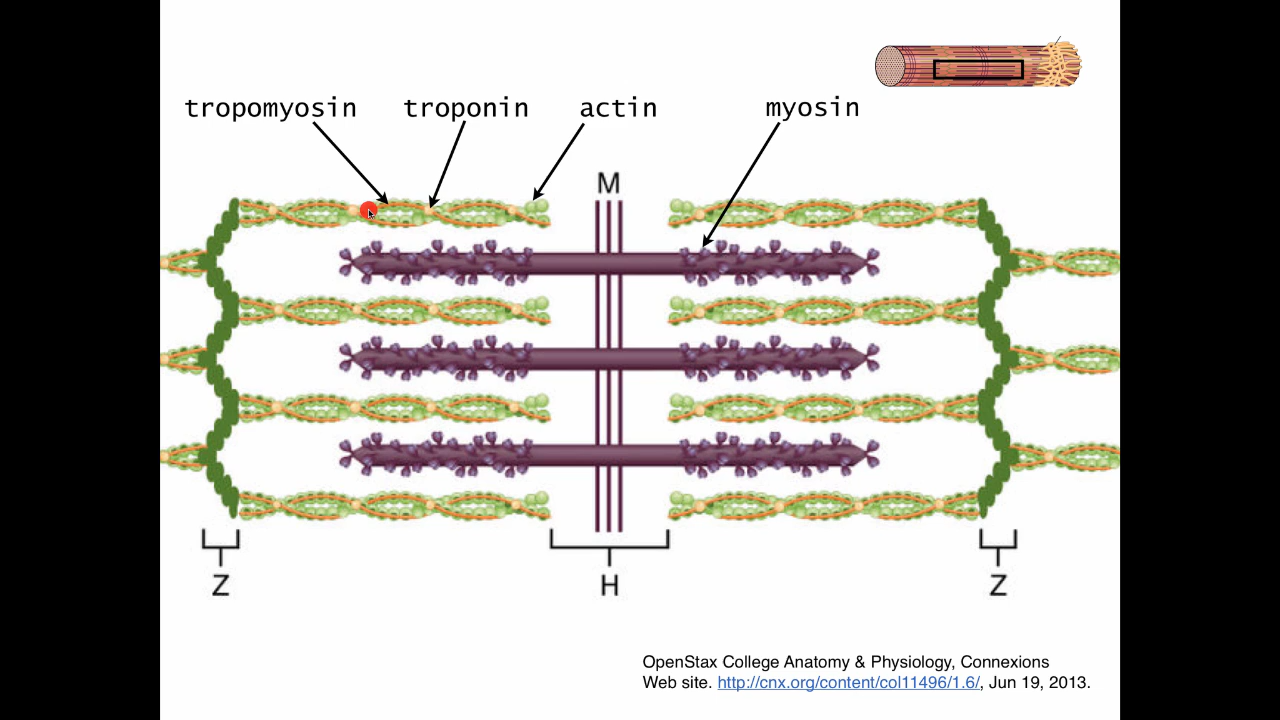 tropomyosin troponin actin myosin
M
Z H Z
OpenStax College Anatomy & Physiology, Connexions
Web site. http://cnx.org/content/col11496/1.6/, Jun 19, 2013.